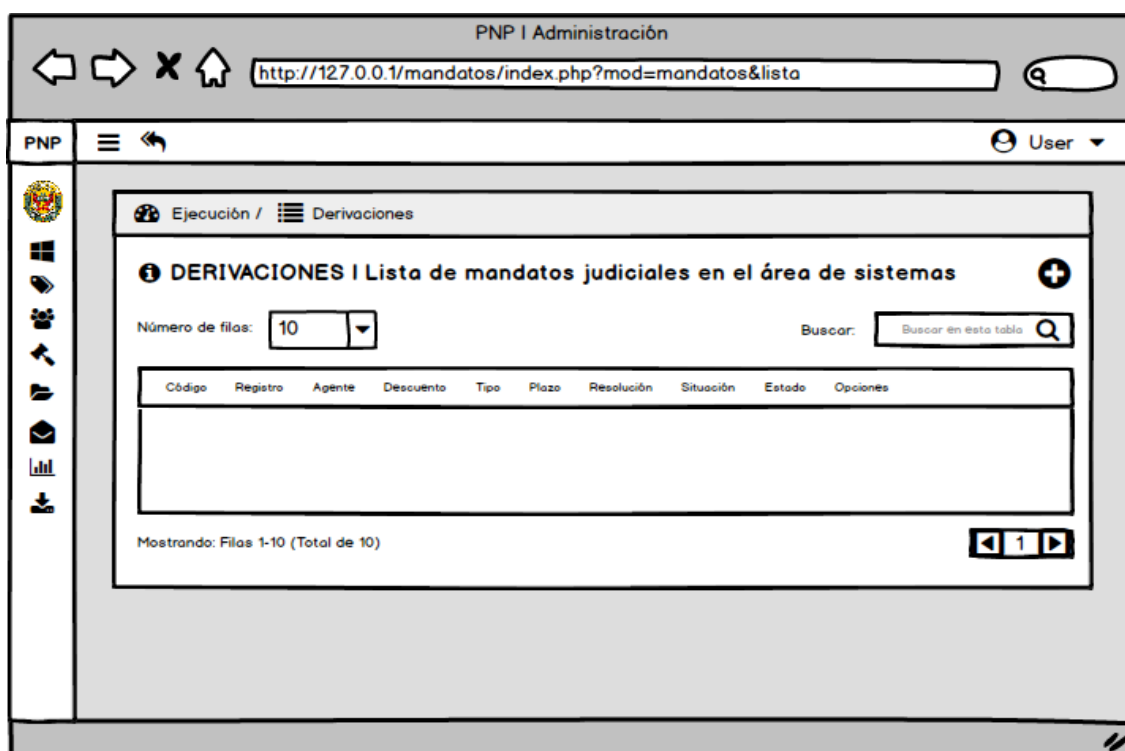 PNP | Administración
http://127.0.0.1/mandatos/index.php?mod=mandatos&lista
PNP
User
Ejecución / Derivaciones
DERIVACIONES | Lista de mandatos judiciales en el área de sistemas
Número de filas: 10 Buscar: Buscar en esta tabla
Código Registro Agente Descuento Tipo Plazo Resolución Situación Estado Opciones
Mostrando: Filas 1-10 (Total de 10)
1